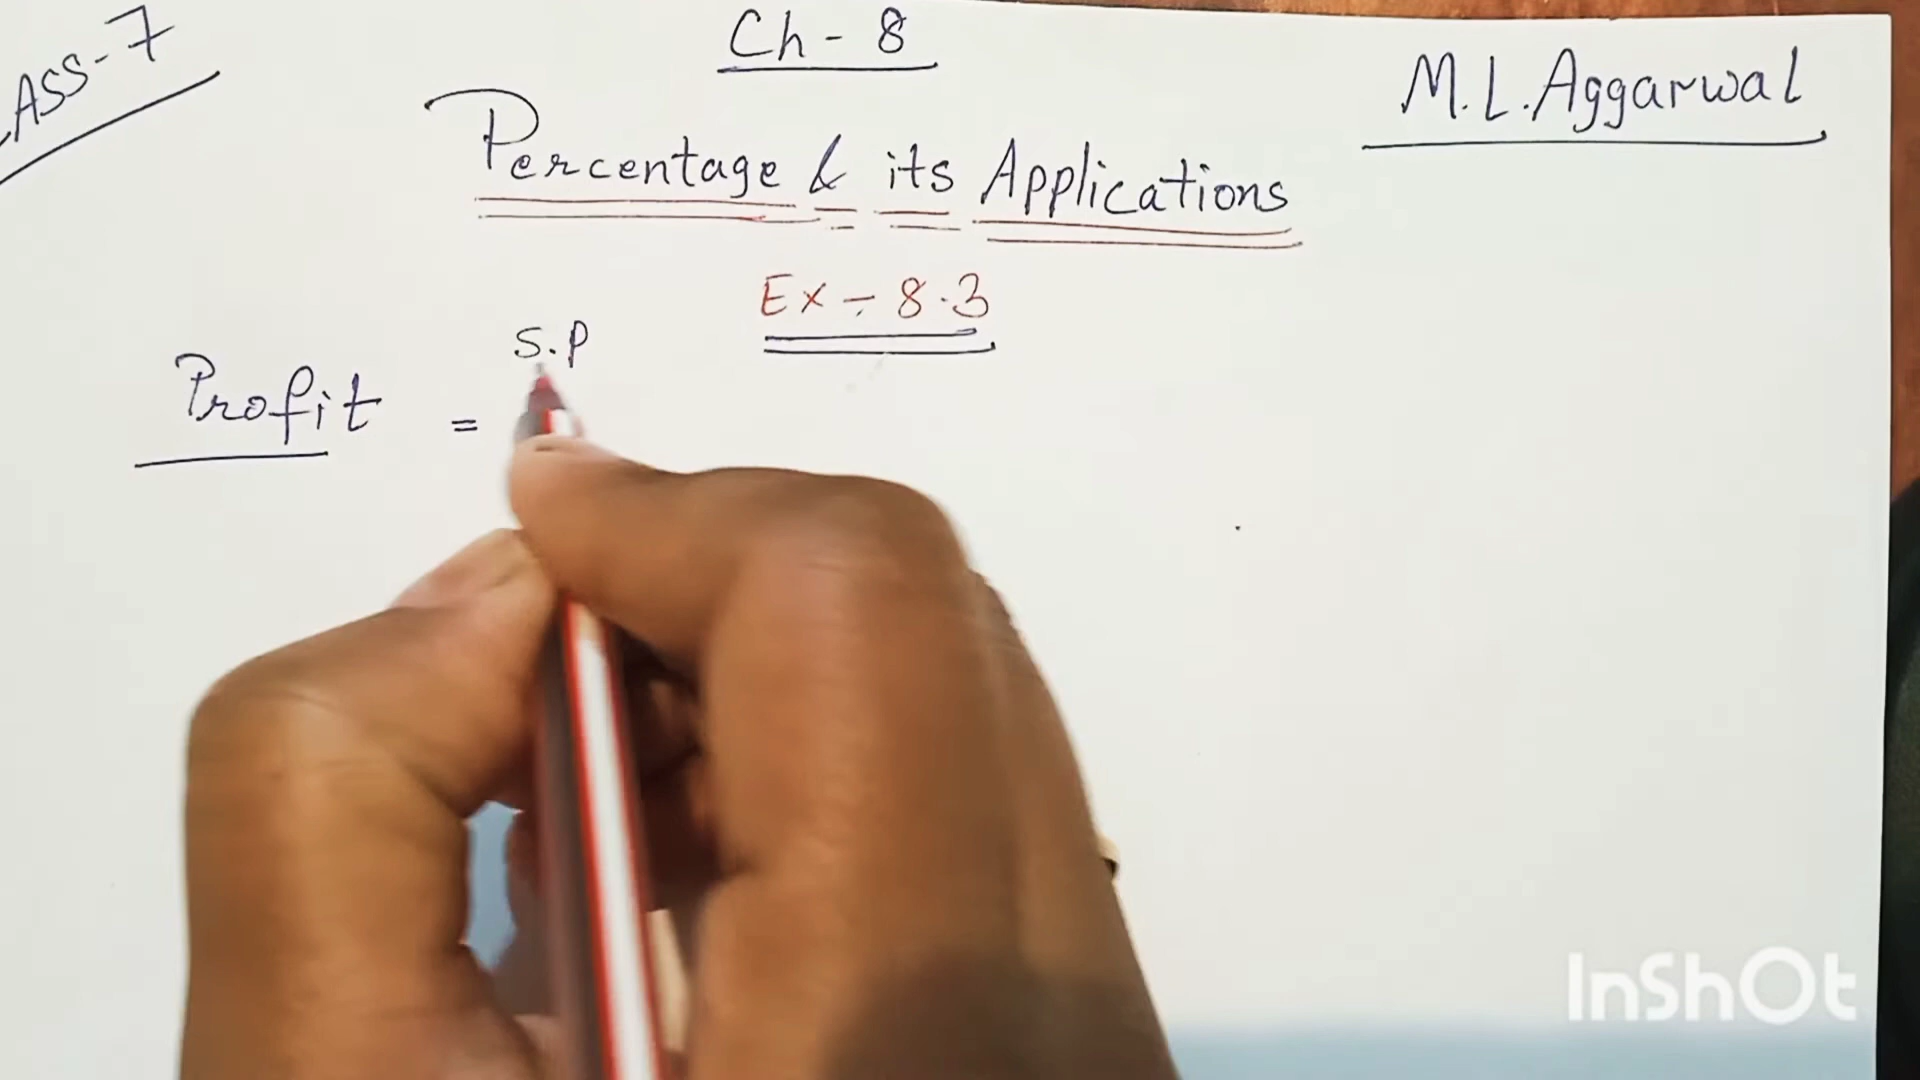 Ch - 8
ASS-7
M.L.Aggarwal
Percentage & its Applications
Ex - 8.3
S.P
Profit =
InShOt